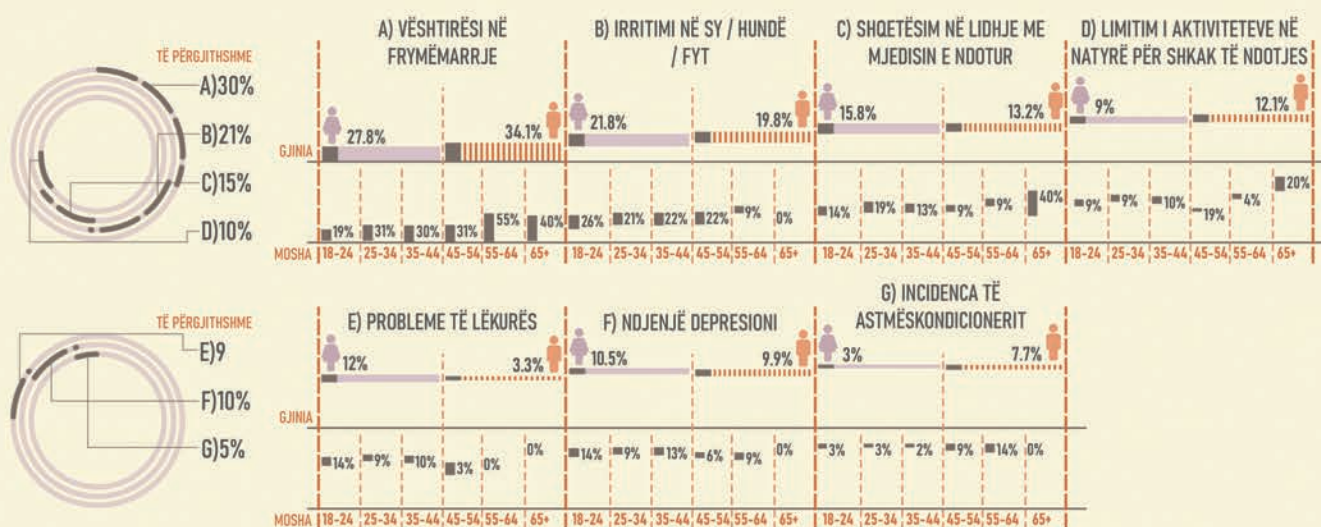 TË PËRGJITHSHME
A)30%
B)21%
C)15%
D)10%
A) VËSHTIRËSI NË
FRYMËMARRJE
B) IRRITIMI NË SY / HUNDË
/ FYT
C) SHQETËSIM NË LIDHJE ME
MJEDISIN E NDOTUR
D) LIMITIM I AKTIVITETEVE NË
NATYRË PËR SHKAK TË NDOTJES
GJINIA
27.8% 34.1%
21.8% 19.8%
15.8% 13.2%
9% 12.1%
19% 31% 30% 31% 55% 40%
26% 21% 22% 22% 9% 0%
14% 19% 13% 9% 9% 40%
9% 9% 10% 19% 4% 20%
MOSHA
18-24 25-34 35-44 45-54 55-64 65+
18-24 25-34 35-44 45-54 55-64 65+
18-24 25-34 35-44 45-54 55-64 65+
18-24 25-34 35-44 45-54 55-64 65+
TË PËRGJITHSHME
E)9
F)10%
G)5%
E) PROBLEME TË LËKURËS
F) NDJENJË DEPRESIONI
G) INCIDENCA TË
ASTMËSKONDICIONERIT
GJINIA
12% 3.3%
10.5% 9.9%
3% 7.7%
14% 9% 10% 3% 0% 0%
14% 9% 13% 6% 9% 0%
3% 3% 2% 9% 14% 0%
MOSHA
18-24 25-34 35-44 45-54 55-64 65+
18-24 25-34 35-44 45-54 55-64 65+
18-24 25-34 35-44 45-54 55-64 65+